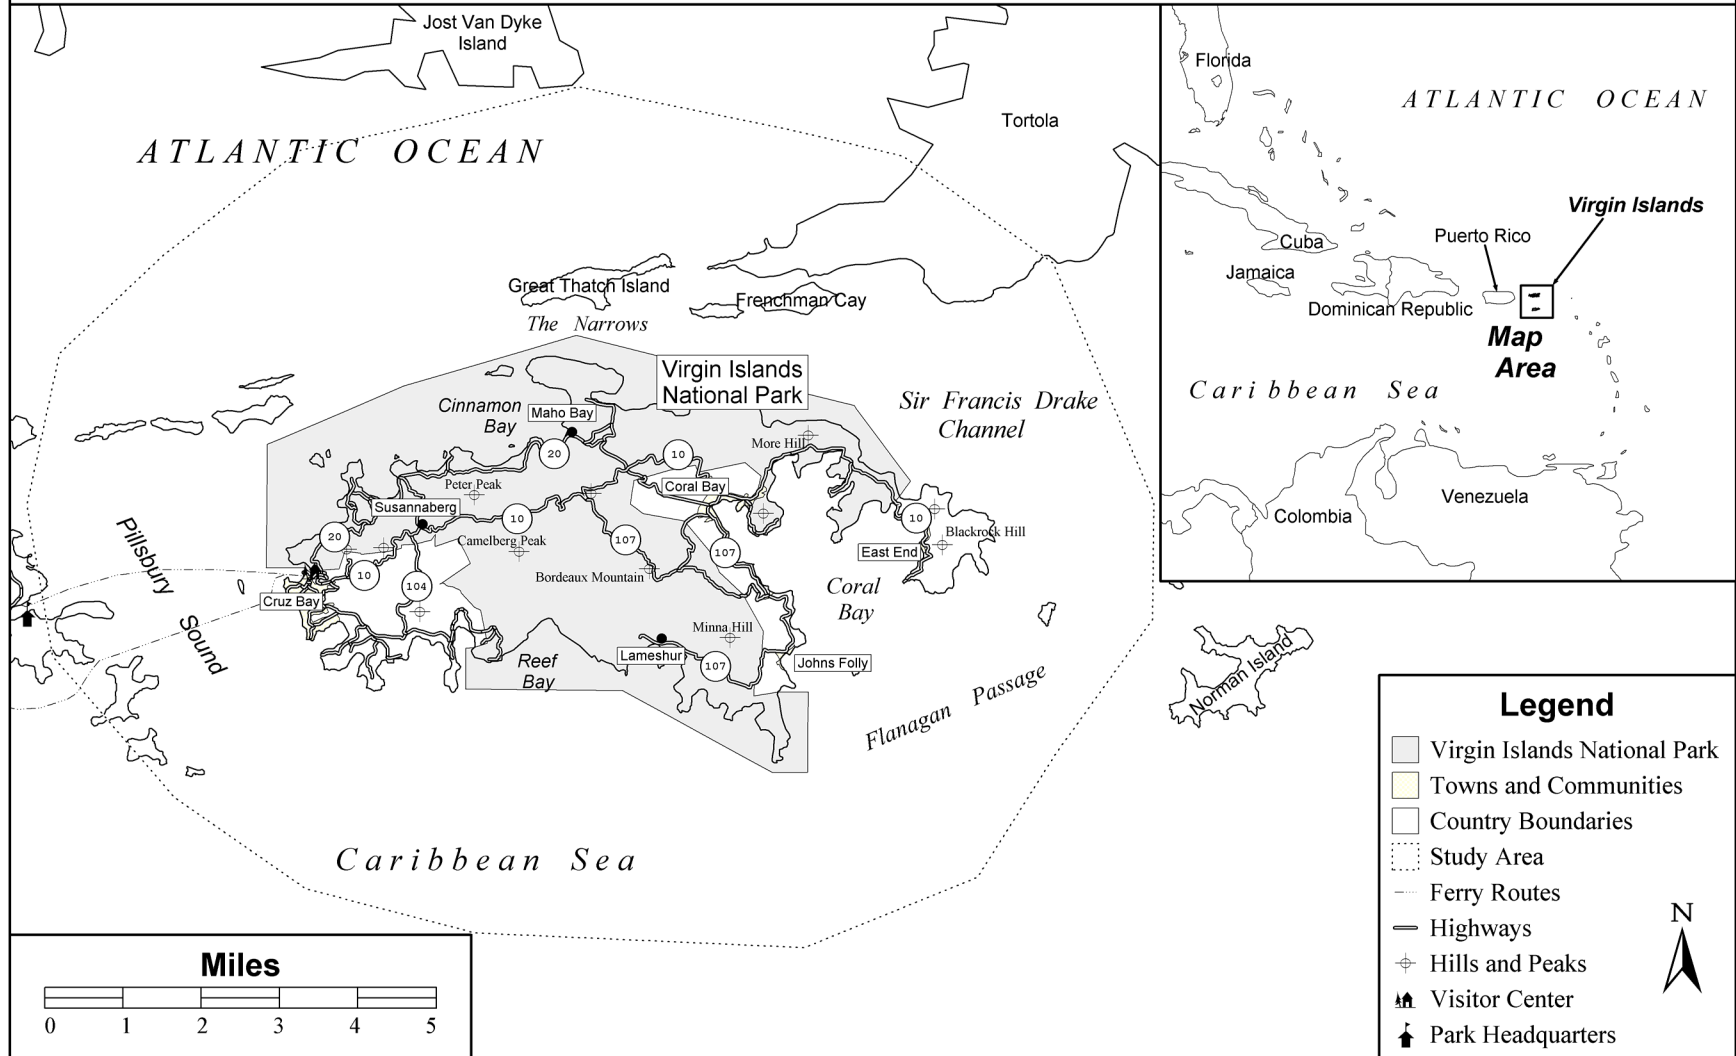 Jost Van Dyke
Island
ATLANTIC OCEAN
Tortola
Great Thatch Island
Frenchman Cay
The Narrows
Virgin Islands
National Park
Cinnamon
Bay
Maho Bay
Sir Francis Drake
Channel
More Hill
20
10
Peter Peak
Coral Bay
Susannaberg
10
10
Blackrock Hill
20
Camelberg Peak
107
107
East End
Pillsbury
Sound
10
104
Bordeaux Mountain
Coral
Bay
Cruz Bay
Minna Hill
Lameshur
Reef
Bay
107
Johns Folly
Norman Island
Flanagan Passage
Caribbean Sea
Miles
0 1 2 3 4 5
Florida
ATLANTIC OCEAN
Virgin Islands
Puerto Rico
Cuba
Jamaica
Dominican Republic
Map
Area
Caribbean Sea
Venezuela
Colombia
Legend
Virgin Islands National Park
Towns and Communities
Country Boundaries
Study Area
Ferry Routes
Highways
Hills and Peaks
Visitor Center
Park Headquarters
N